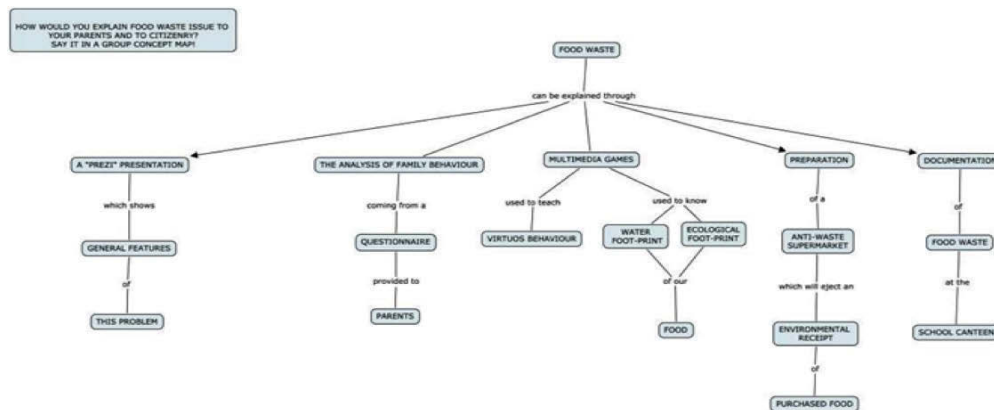 HOW WOULD YOU EXPLAIN FOOD WASTE ISSUE TO
YOUR PARENTS AND TO CITIZENRY?
SAY IT IN A GROUP CONCEPT MAP!
FOOD WASTE
can be explained through
A "PREZI" PRESENTATION
THE ANALYSIS OF FAMILY BEHAVIOUR
MULTIMEDIA GAMES
PREPARATION
DOCUMENTATION
which shows
coming from a
used to teach
used to know
of a
of
GENERAL FEATURES
QUESTIONNAIRE
VIRTUOS BEHAVIOUR
WATER
FOOT-PRINT
ECOLOGICAL
FOOT-PRINT
ANTI-WASTE
SUPERMARKET
FOOD WASTE
of
provided to
of our
which will eject an
at the
THIS PROBLEM
PARENTS
FOOD
ENVIRONMENTAL
RECEIPT
SCHOOL CANTEEN
of
PURCHASED FOOD